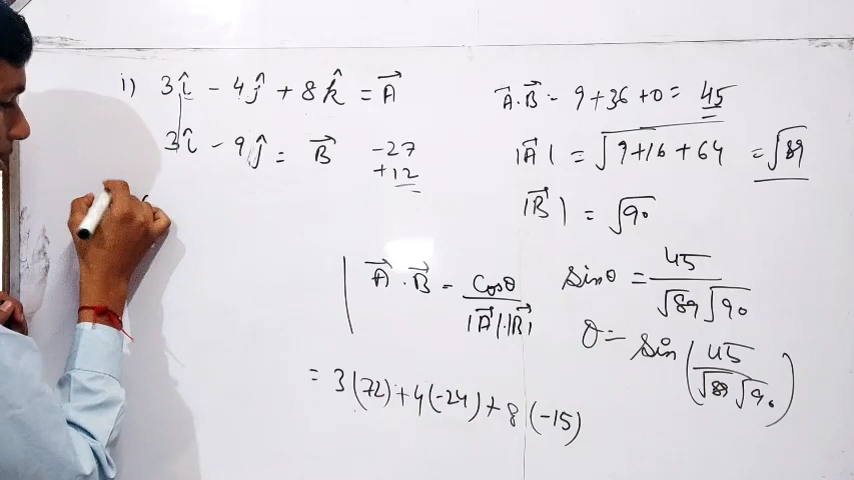 i) 3î - 4ĵ + 8k̂ = A⃗
3î - 9ĵ = B⃗
-27
+12
A⃗.B⃗ - 9+36+0 = 45
|A⃗| = √9+16+64 = √89
|B⃗| = √90
A⃗.B⃗ = Cosθ / |A⃗|.|B⃗|
= 3(72)+4(-24)+8(-15)
Sinθ = 45 / √89 √90
θ = Sin(45 / √89 √90)